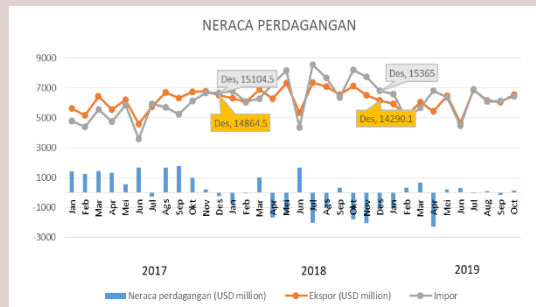 NERACA PERDAGANGAN
9000
7000
5000
3000
1000
-1000
3000
Des, 15104.5
Des, 15365
Des, 14864.5
Des, 14290.1
Jan Feb Mar Apr Mei Jun Jul Ags Sep Okt Nov Des Jan Feb Mar Apr Mei Jun Jul Ags Sep Okt Nov Des Jan Feb Mar Apr Mei Jun Jul Aug Sep Oct
2017 2018 2019
Neraca perdagangan (USD million) Ekspor (USD million) Impor